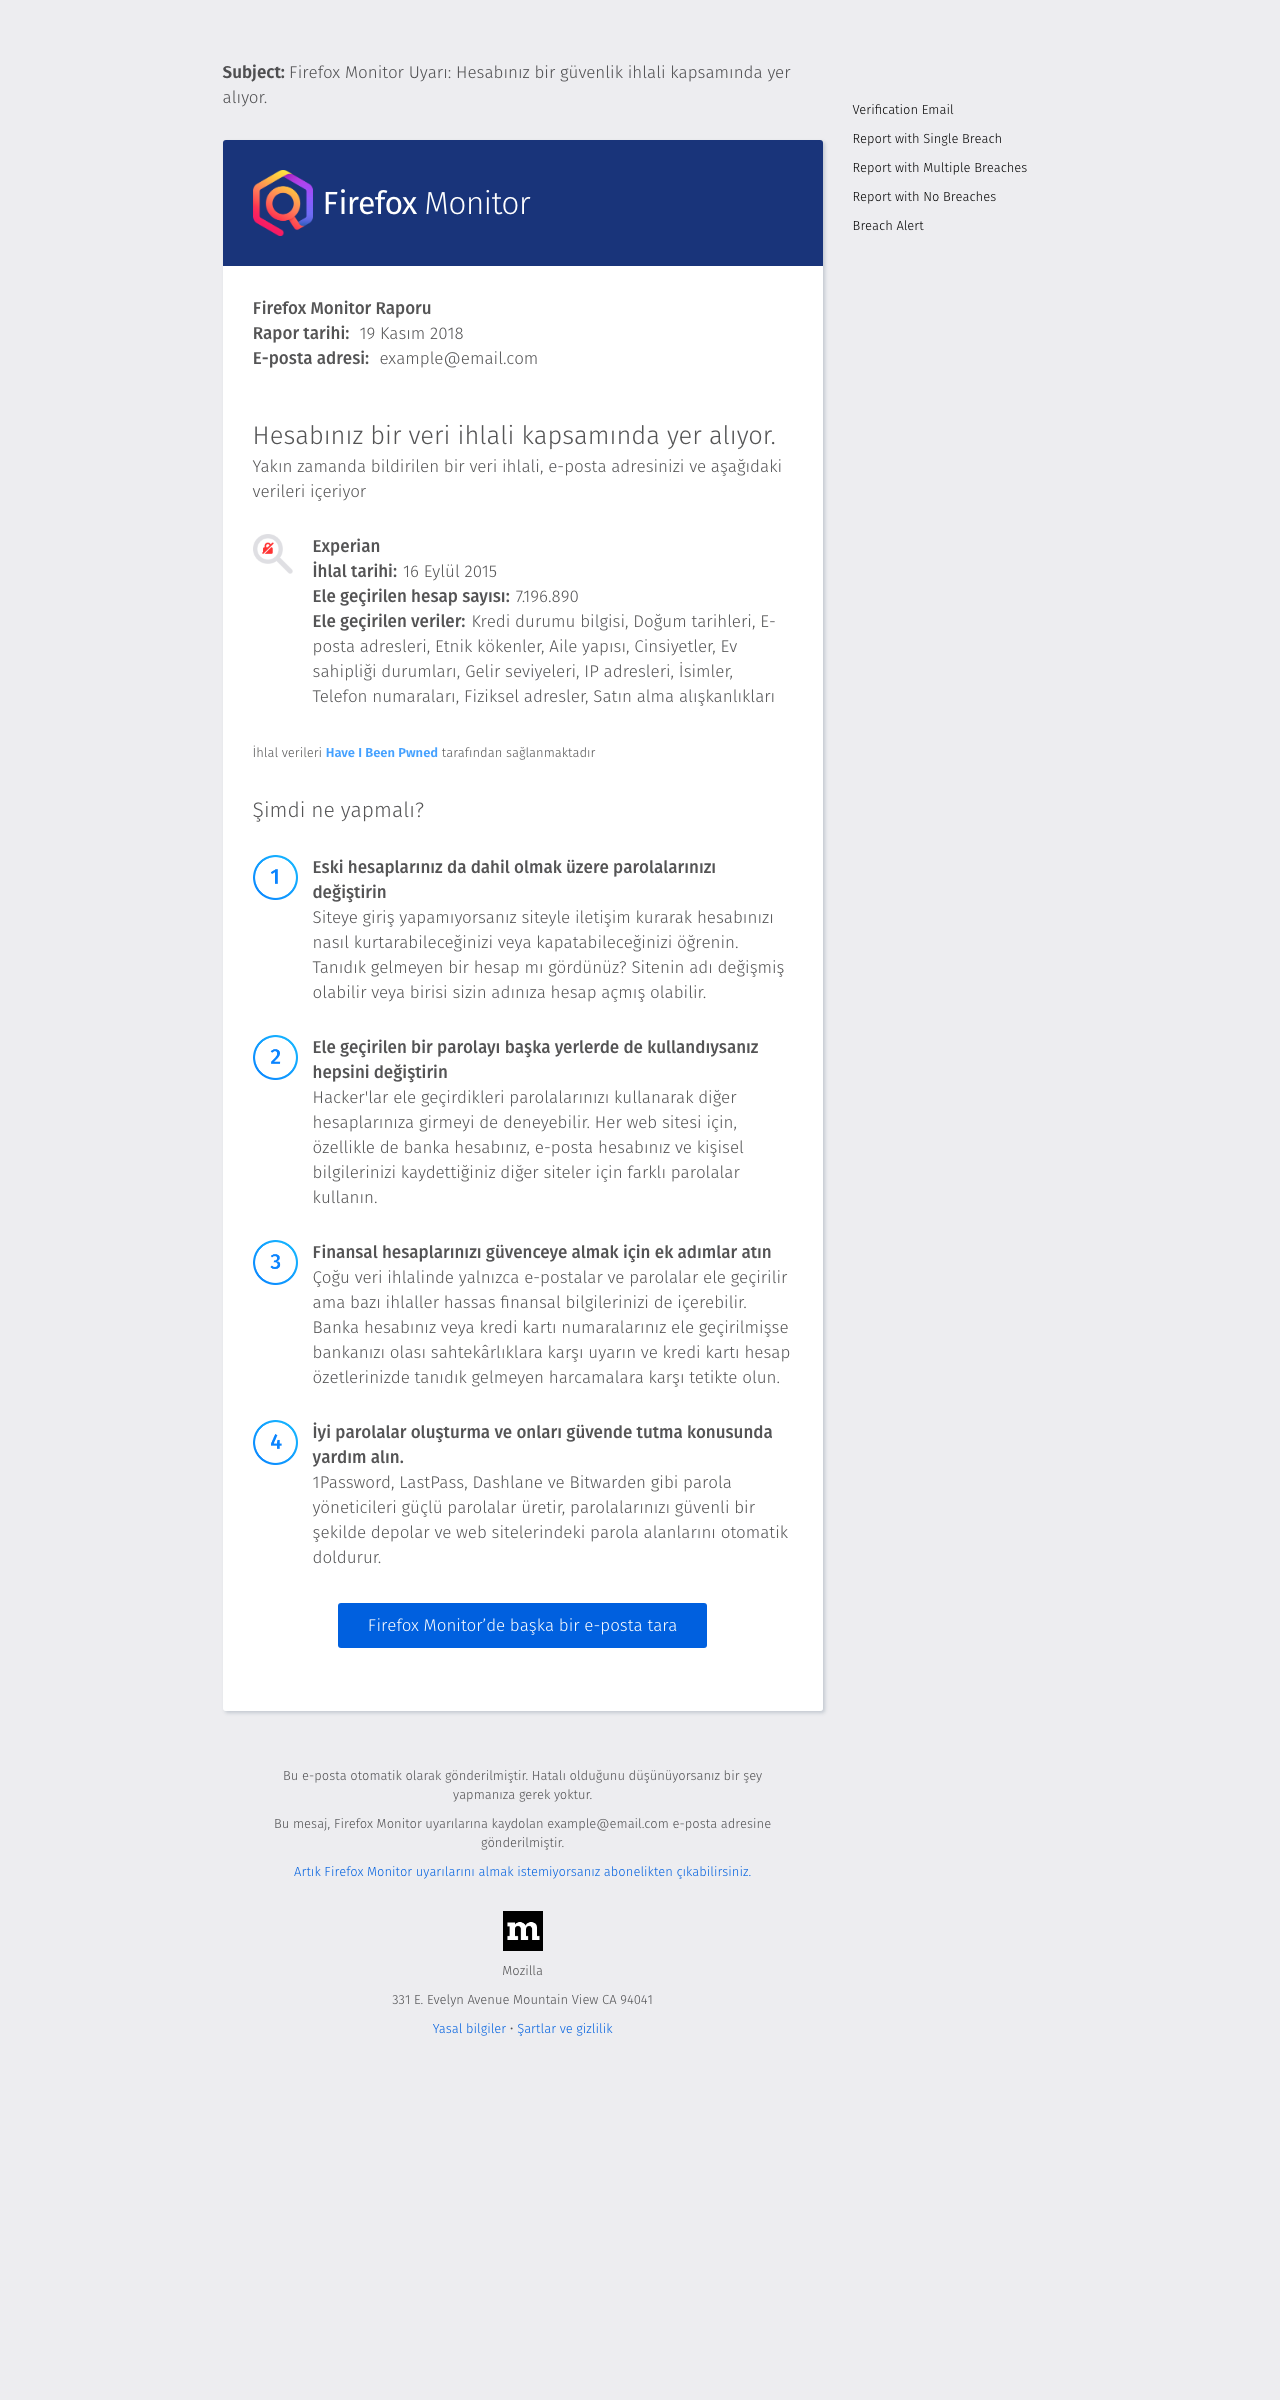 Subject: Firefox Monitor Uyarı: Hesabınız bir güvenlik ihlali kapsamında yer
alıyor.
Verification Email
Report with Single Breach
Report with Multiple Breaches
Report with No Breaches
Breach Alert
Firefox Monitor
Firefox Monitor Raporu
Rapor tarihi: 19 Kasım 2018
E-posta adresi: example@email.com
Hesabınız bir veri ihlali kapsamında yer alıyor.
Yakın zamanda bildirilen bir veri ihlali, e-posta adresinizi ve aşağıdaki
verileri içeriyor
Experian
İhlal tarihi: 16 Eylül 2015
Ele geçirilen hesap sayısı: 7.196.890
Ele geçirilen veriler: Kredi durumu bilgisi, Doğum tarihleri, E-
posta adresleri, Etnik kökenler, Aile yapısı, Cinsiyetler, Ev
sahipliği durumları, Gelir seviyeleri, IP adresleri, İsimler,
Telefon numaraları, Fiziksel adresler, Satın alma alışkanlıkları
İhlal verileri Have I Been Pwned tarafından sağlanmaktadır
Şimdi ne yapmalı?
1
Eski hesaplarınız da dahil olmak üzere parolalarınızı
değiştirin
Siteye giriş yapamıyorsanız siteyle iletişim kurarak hesabınızı
nasıl kurtarabileceğinizi veya kapatabileceğinizi öğrenin.
Tanıdık gelmeyen bir hesap mı gördünüz? Sitenin adı değişmiş
olabilir veya birisi sizin adınıza hesap açmış olabilir.
2
Ele geçirilen bir parolayı başka yerlerde de kullandıysanız
hepsini değiştirin
Hacker'lar ele geçirdikleri parolalarınızı kullanarak diğer
hesaplarınıza girmeyi de deneyebilir. Her web sitesi için,
özellikle de banka hesabınız, e-posta hesabınız ve kişisel
bilgilerinizi kaydettiğiniz diğer siteler için farklı parolalar
kullanın.
3
Finansal hesaplarınızı güvenceye almak için ek adımlar atın
Çoğu veri ihlalinde yalnızca e-postalar ve parolalar ele geçirilir
ama bazı ihlaller hassas finansal bilgilerinizi de içerebilir.
Banka hesabınız veya kredi kartı numaralarınız ele geçirilmişse
bankanızı olası sahtekârlıklara karşı uyarın ve kredi kartı hesap
özetlerinizde tanıdık gelmeyen harcamalara karşı tetikte olun.
4
İyi parolalar oluşturma ve onları güvende tutma konusunda
yardım alın.
1Password, LastPass, Dashlane ve Bitwarden gibi parola
yöneticileri güçlü parolalar üretir, parolalarınızı güvenli bir
şekilde depolar ve web sitelerindeki parola alanlarını otomatik
doldurur.
Firefox Monitor’de başka bir e-posta tara
Bu e-posta otomatik olarak gönderilmiştir. Hatalı olduğunu düşünüyorsanız bir şey
yapmanıza gerek yoktur.
Bu mesaj, Firefox Monitor uyarılarına kaydolan example@email.com e-posta adresine
gönderilmiştir.
Artık Firefox Monitor uyarılarını almak istemiyorsanız abonelikten çıkabilirsiniz.
m
Mozilla
331 E. Evelyn Avenue Mountain View CA 94041
Yasal bilgiler • Şartlar ve gizlilik